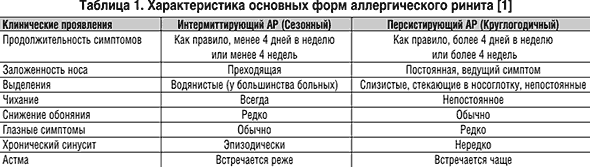 Таблица 1. Характеристика основных форм аллергического ринита [1]
Клинические проявления Интермиттирующий АР (Сезонный) Персистирующий АР (Круглогодичный)
Продолжительность симптомов Как правило, менее 4 дней в неделю Как правило, более 4 дней в неделю
или менее 4 недель или более 4 недель
Заложенность носа Преходящая Постоянная, ведущий симптом
Выделения Водянистые (у большинства больных) Слизистые, стекающие в носоглотку, непостоянные
Чихание Всегда Непостоянное
Снижение обоняния Редко Обычно
Глазные симптомы Обычно Редко
Хронический синусит Эпизодически Нередко
Астма Встречается реже Встречается чаще